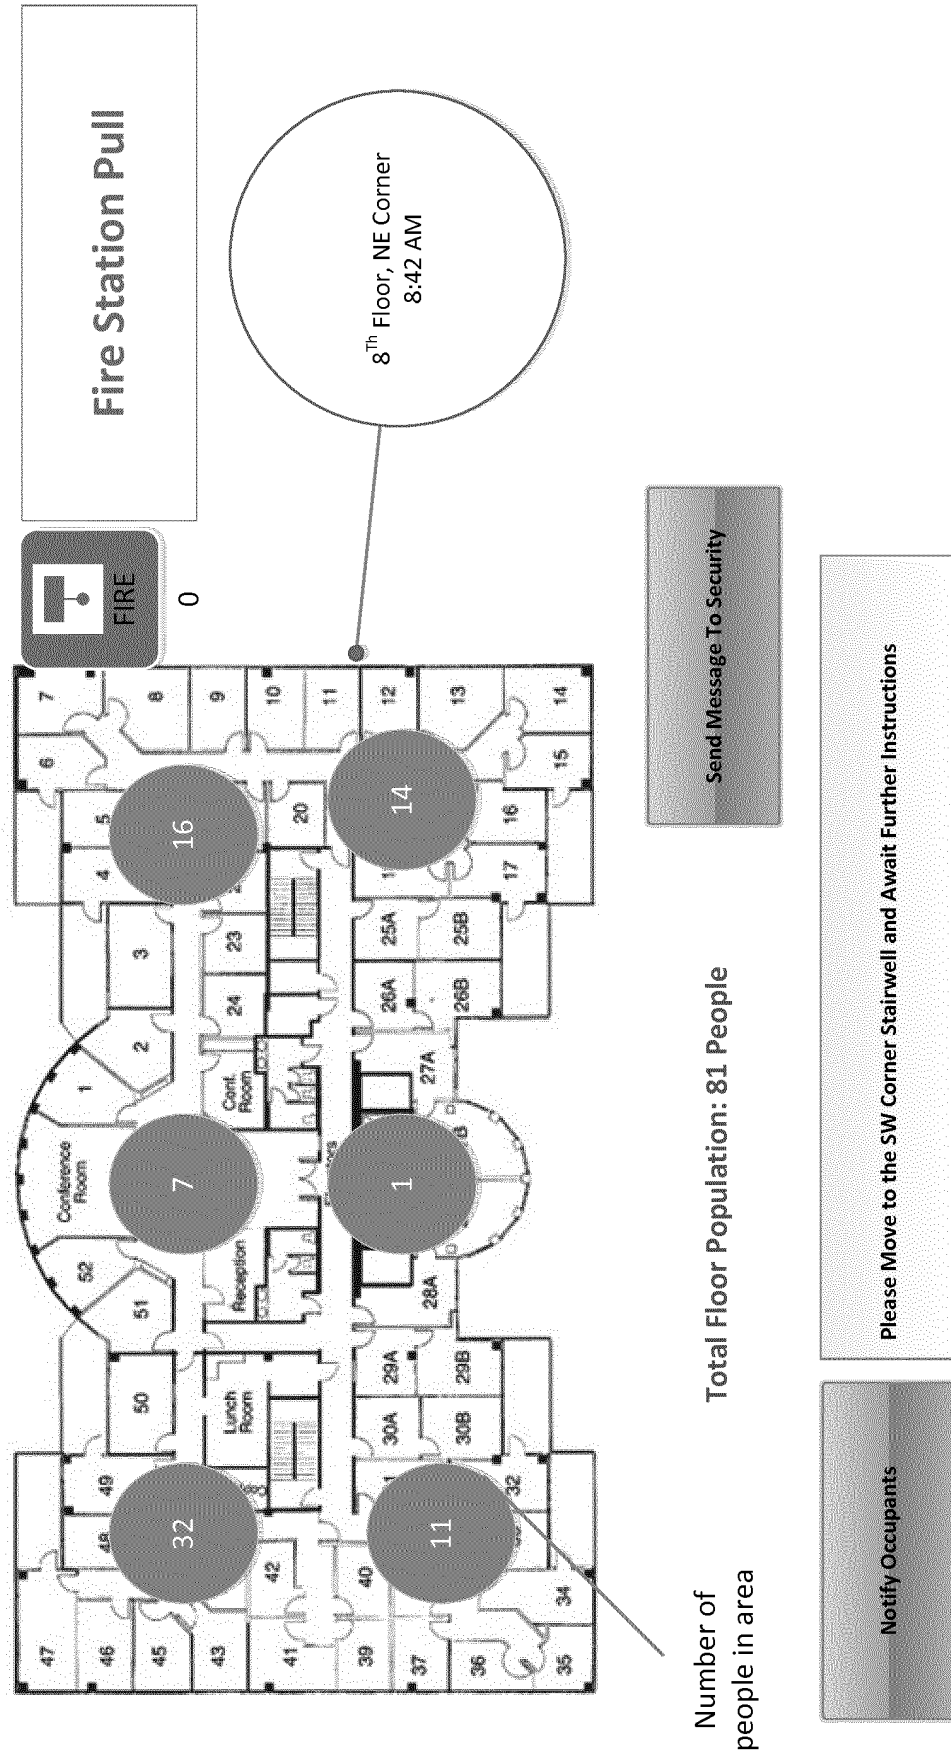 Fire Station Pull
FIRE
0
8Th Floor, NE Corner
8:42 AM
47
46
45
43
41
39
37
36
35
34
48
49
50
51
52
Conference
Room
1
2
3
4
5
6
7
8
9
10
11
12
13
14
15
16
17
20
23
24
Conf.
Room
Reception
Lunch
Room
42
40
32
30A
30B
29A
29B
28A
27A
26A
26B
25A
25B
32
7
16
11
1
14
Number of
people in area
Total Floor Population: 81 People
Send Message To Security
Notify Occupants
Please Move to the SW Corner Stairwell and Await Further Instructions